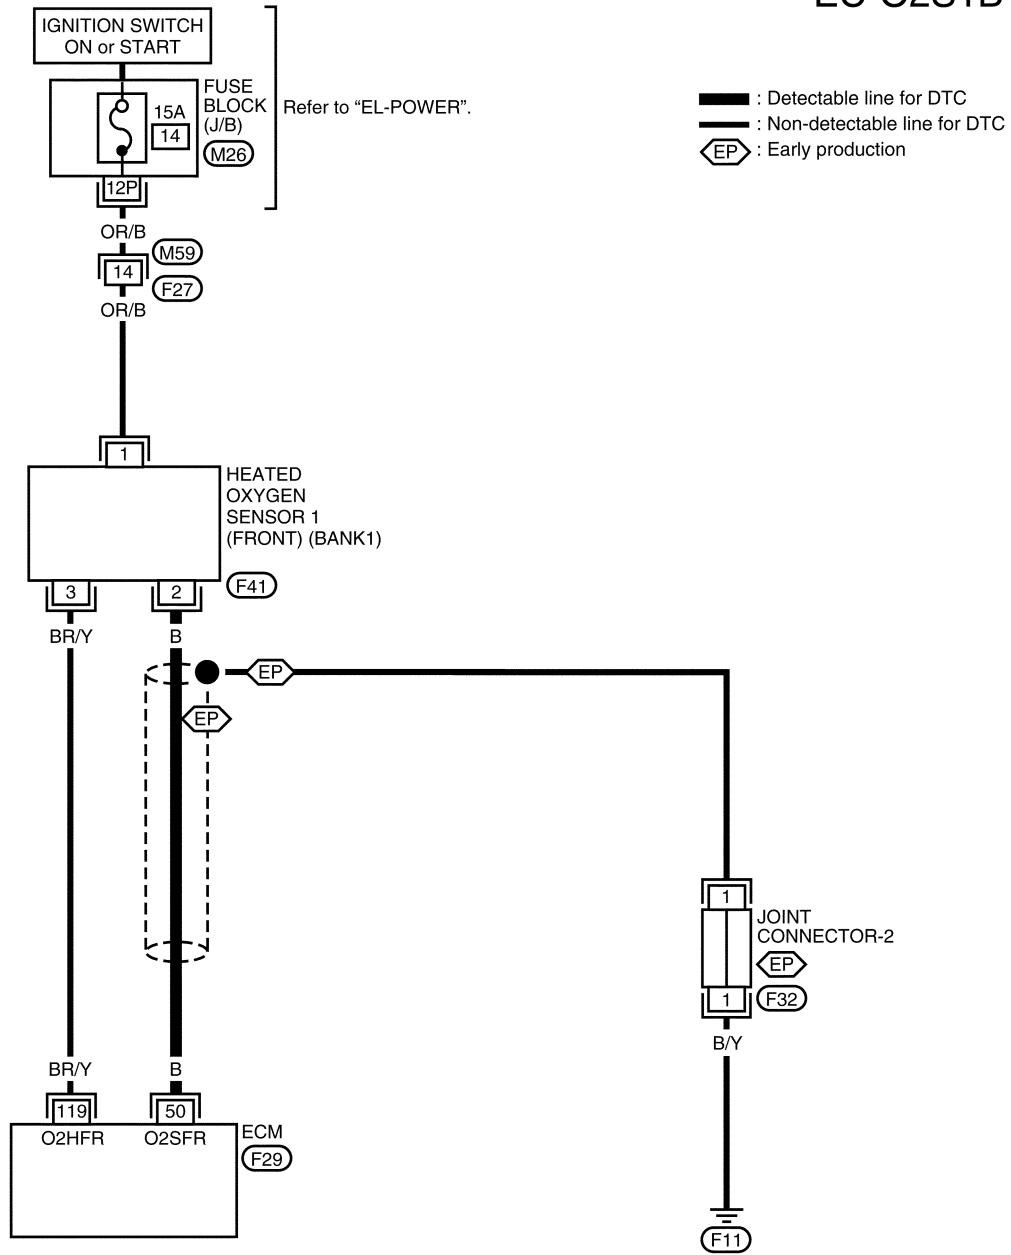 IGNITION SWITCH
ON or START
FUSE
BLOCK
(J/B)
15A
14
M26
Refer to “EL-POWER”.
: Detectable line for DTC
: Non-detectable line for DTC
EP : Early production
12P
OR/B
M59
14
F27
OR/B
1
HEATED
OXYGEN
SENSOR 1
(FRONT) (BANK1)
3
2
F41
BR/Y
B
EP
EP
1
JOINT
CONNECTOR-2
EP
1
F32
B/Y
BR/Y
B
119
50
O2HFR
O2SFR
ECM
F29
F11